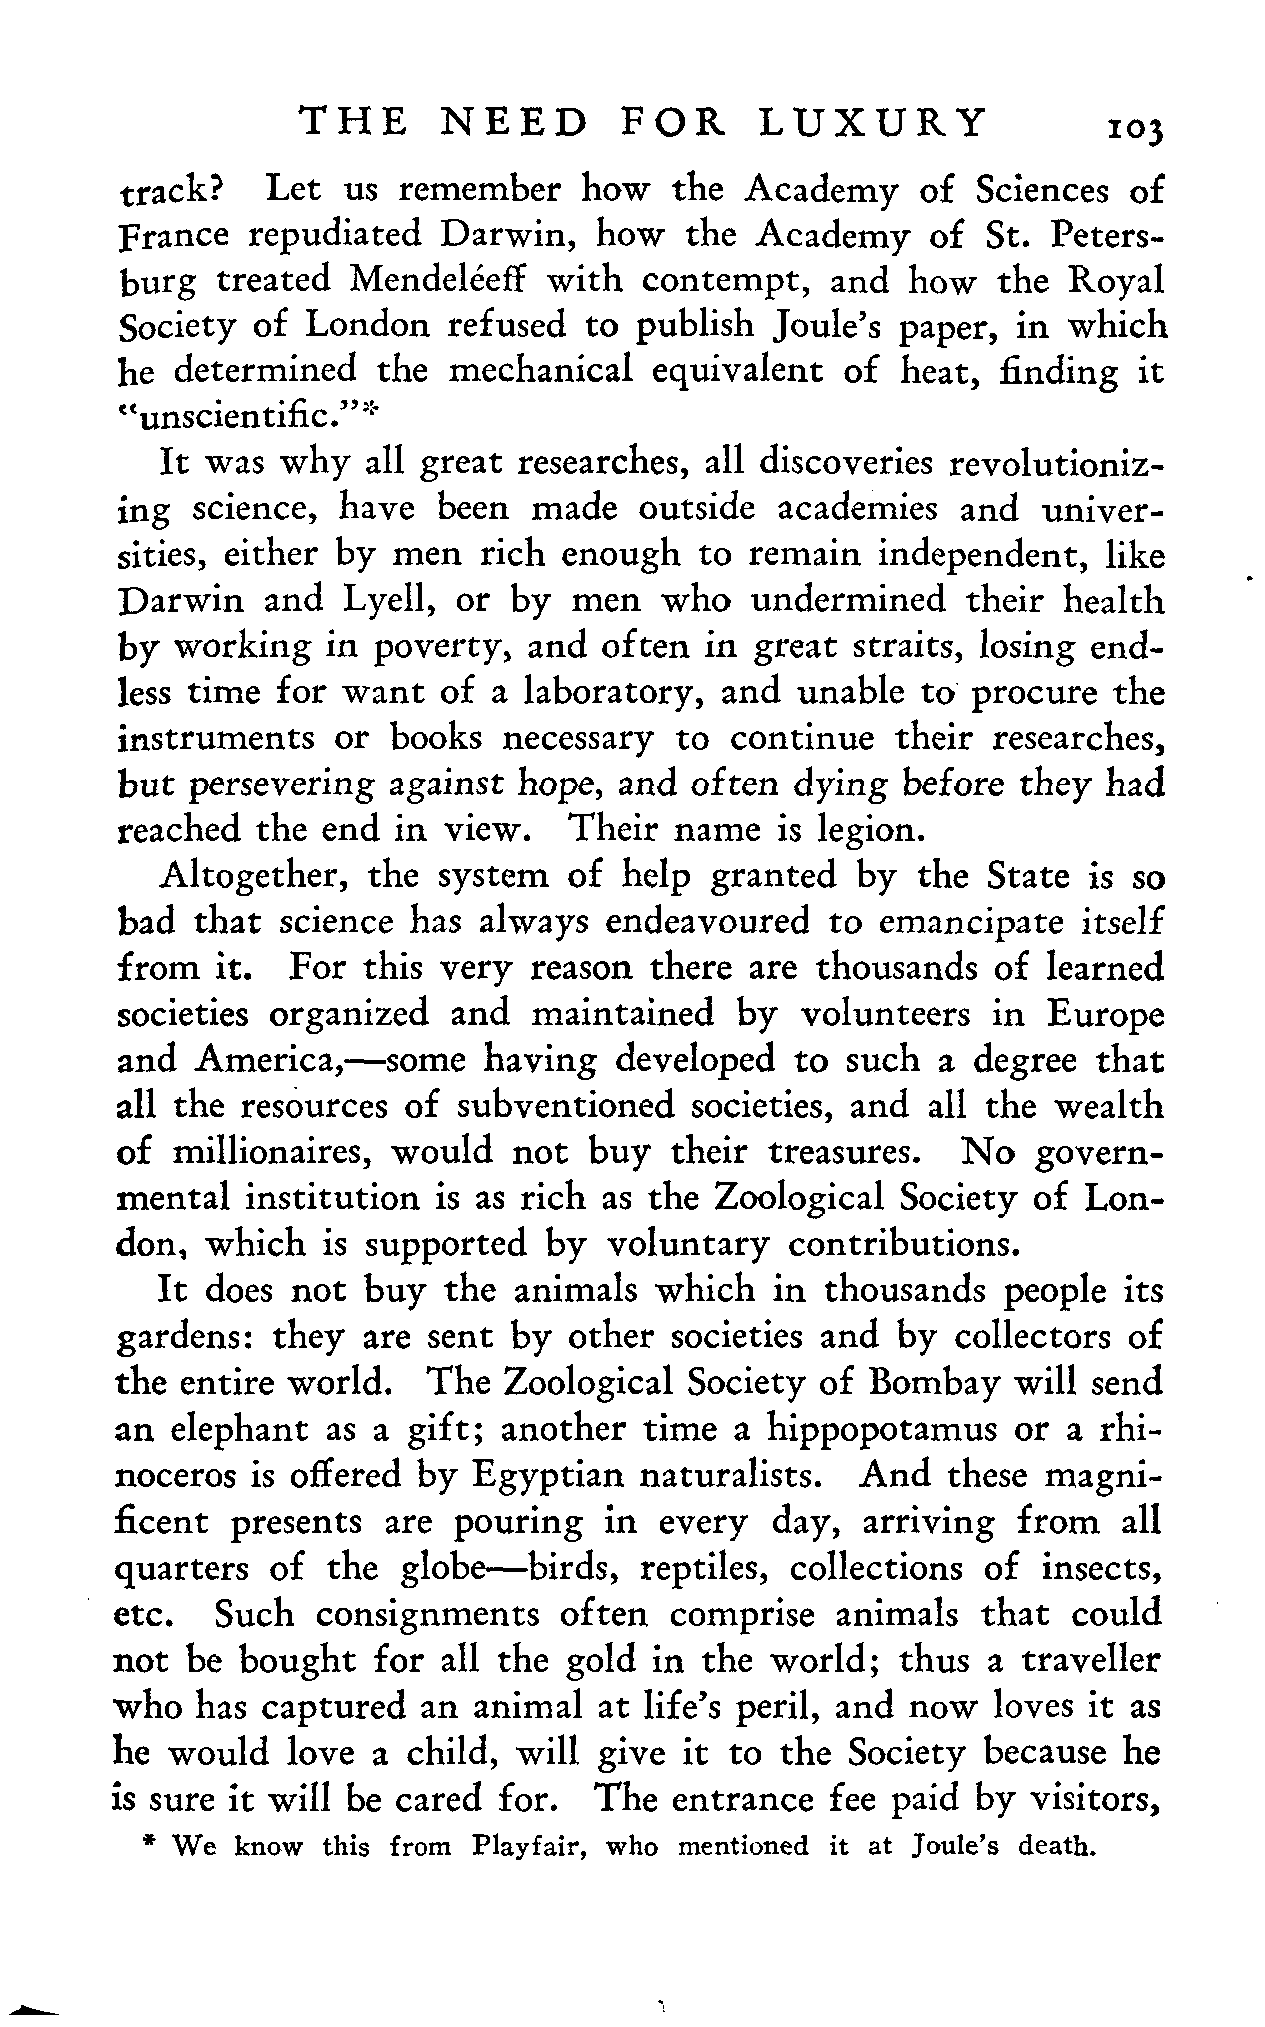 THE NEED FOR LUXURY 103
track? Let us remember how the Academy of Sciences of
France repudiated Darwin, how the Academy of St. Peters-
burg treated Mendeléeff with contempt, and how the Royal
Society of London refused to publish Joule's paper, in which
he determined the mechanical equivalent of heat, finding it
"unscientific."*
It was why all great researches, all discoveries revolutioniz-
ing science, have been made outside academies and univer-
sities, either by men rich enough to remain independent, like
Darwin and Lyell, or by men who undermined their health
by working in poverty, and often in great straits, losing end-
less time for want of a laboratory, and unable to procure the
instruments or books necessary to continue their researches,
but persevering against hope, and often dying before they had
reached the end in view. Their name is legion.
Altogether, the system of help granted by the State is so
bad that science has always endeavoured to emancipate itself
from it. For this very reason there are thousands of learned
societies organized and maintained by volunteers in Europe
and America,—some having developed to such a degree that
all the resources of subventioned societies, and all the wealth
of millionaires, would not buy their treasures. No govern-
mental institution is as rich as the Zoological Society of Lon-
don, which is supported by voluntary contributions.
It does not buy the animals which in thousands people its
gardens: they are sent by other societies and by collectors of
the entire world. The Zoological Society of Bombay will send
an elephant as a gift; another time a hippopotamus or a rhi-
noceros is offered by Egyptian naturalists. And these magni-
ficent presents are pouring in every day, arriving from all
quarters of the globe—birds, reptiles, collections of insects,
etc. Such consignments often comprise animals that could
not be bought for all the gold in the world; thus a traveller
who has captured an animal at life's peril, and now loves it as
he would love a child, will give it to the Society because he
is sure it will be cared for. The entrance fee paid by visitors,
* We know this from Playfair, who mentioned it at Joule's death.